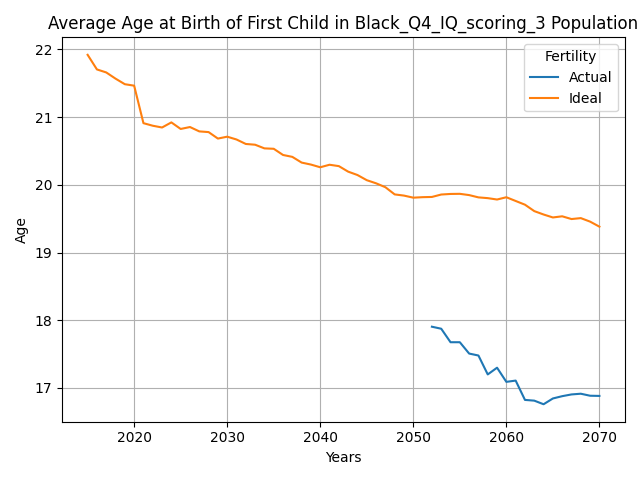 Average Age at Birth of First Child in Black_Q4_IQ_scoring_3 Population
Fertility
Actual
Ideal
22
21
20
19
18
17
Age
2020 2030 2040 2050 2060 2070
Years